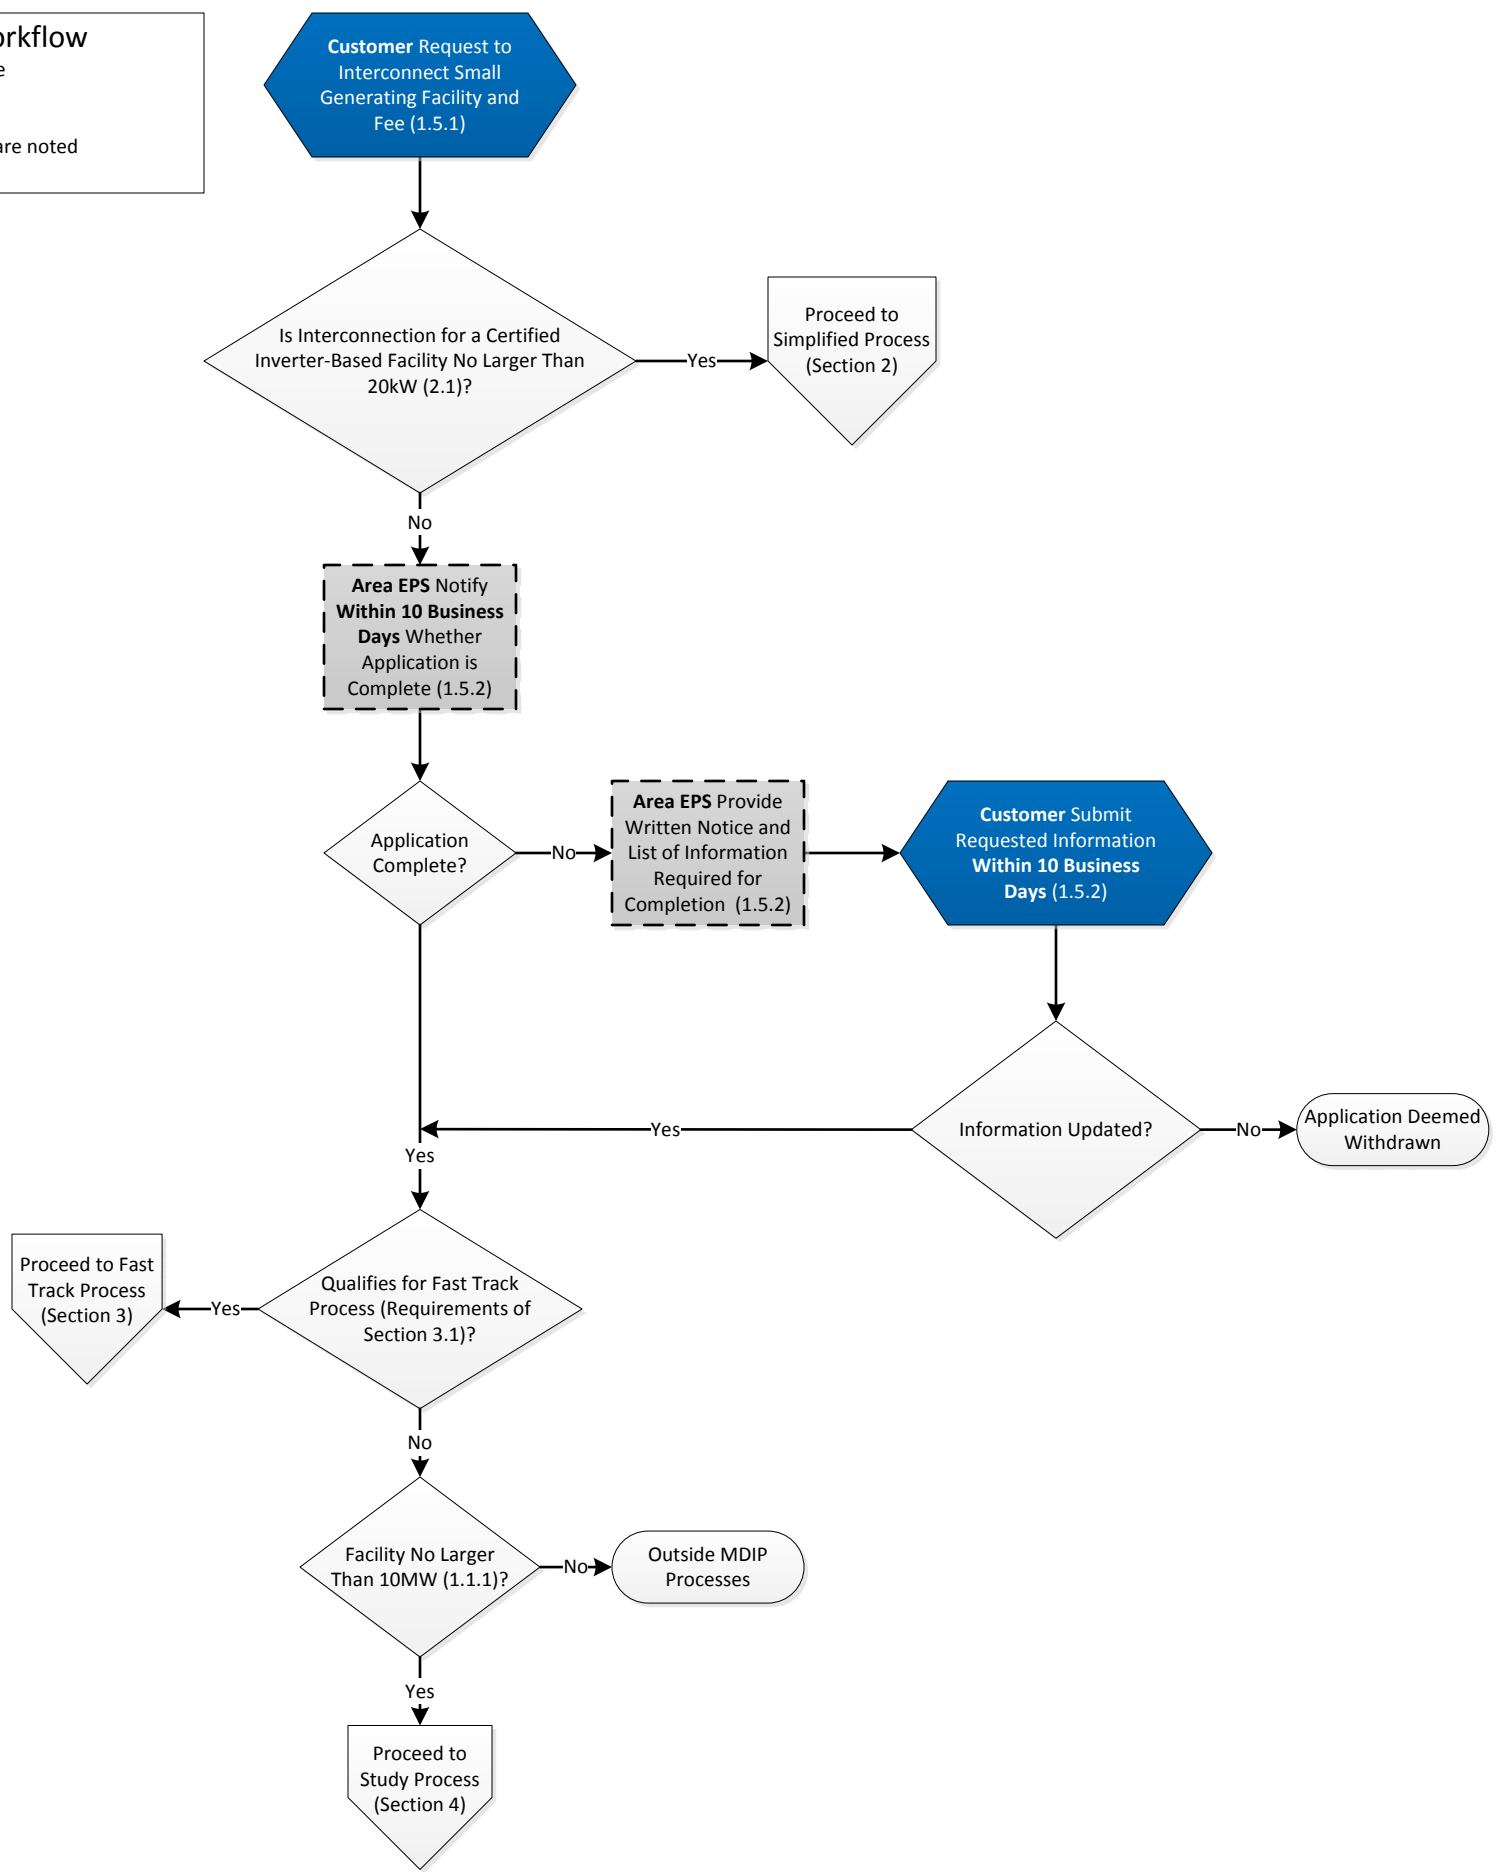 orkflow
e
are noted
Customer Request to
Interconnect Small
Generating Facility and
Fee (1.5.1)
Is Interconnection for a Certified
Inverter-Based Facility No Larger Than
20kW (2.1)?
Yes
Proceed to
Simplified Process
(Section 2)
No
Area EPS Notify
Within 10 Business
Days Whether
Application is
Complete (1.5.2)
Application
Complete?
No
Area EPS Provide
Written Notice and
List of Information
Required for
Completion (1.5.2)
Customer Submit
Requested Information
Within 10 Business
Days (1.5.2)
Information Updated?
No
Application Deemed
Withdrawn
Yes
Yes
Qualifies for Fast Track
Process (Requirements of
Section 3.1)?
Yes
Proceed to Fast
Track Process
(Section 3)
No
Facility No Larger
Than 10MW (1.1.1)?
No
Outside MDIP
Processes
Yes
Proceed to
Study Process
(Section 4)